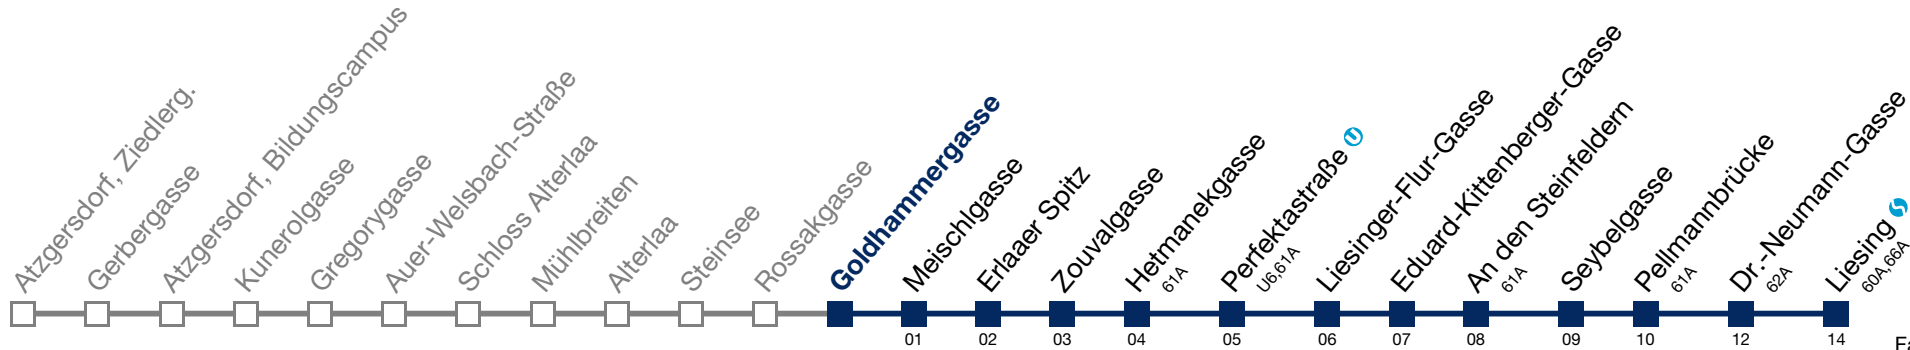 Atzgersdorf, Ziedlerg.
Gerbergasse
Atzgersdorf, Bildungscampus
Kunerolgasse
Gregorygasse
Auer-Welsbach-Straße
Schloss Alterlaa
Mühlbreiten
Alterlaa
Steinsee
Rossakgasse
Goldhammergasse
Meischlgasse
01
Erlaaer Spitz
02
Zouvalgasse
03
Hetmanekgasse
61A
04
Perfektastraße U
U6,61A
05
Liesinger-Flur-Gasse
06
Eduard-Kittenberger-Gasse
07
An den Steinfeldern
61A
08
Seybelgasse
09
Pellmannbrücke
61A
10
Dr.-Neumann-Gasse
62A
12
Liesing S
60A,66A
14